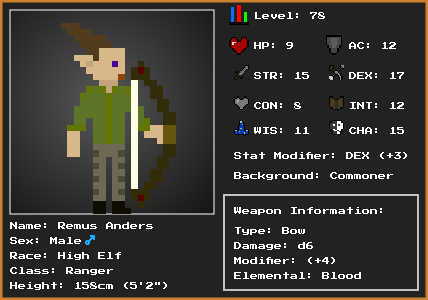 Level: 78
HP: 9 AC: 12
STR: 15 DEX: 17
CON: 8 INT: 12
WIS: 11 CHA: 15
Stat Modifier: DEX (+3)
Background: Commoner
Name: Remus Anders
Sex: Male♂
Race: High Elf
Class: Ranger
Height: 158cm (5'2")
Weapon Information:
Type: Bow
Damage: d6
Modifier: (+4)
Elemental: Blood